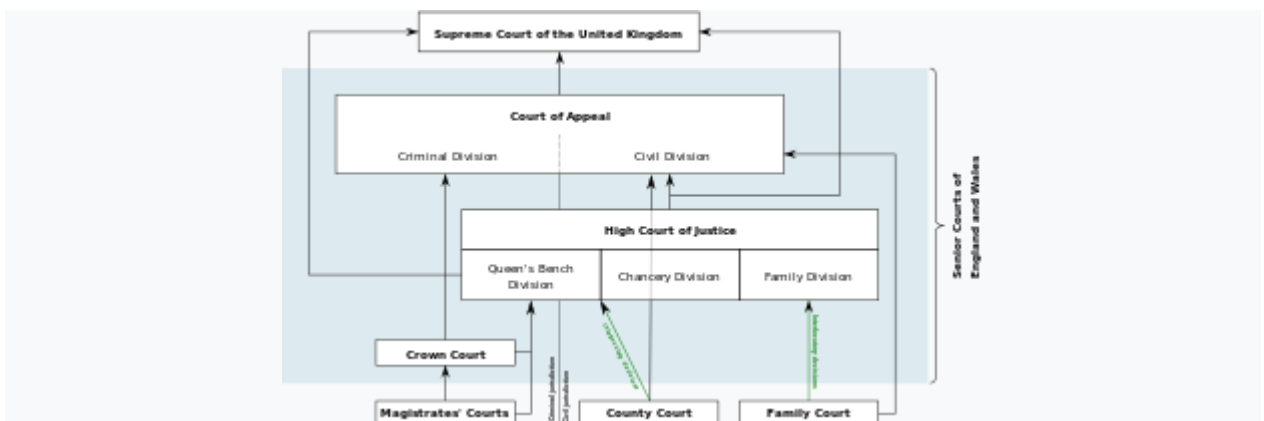 Supreme Court of the United Kingdom
Court of Appeal
Criminal Division
Civil Division
High Court of Justice
Queen's Bench
Division
Chancery Division
Family Division
Senior Courts of
England and Wales
Crown Court
Criminal jurisdiction
Civil jurisdiction
Magistrates' Courts
County Court
Family Court